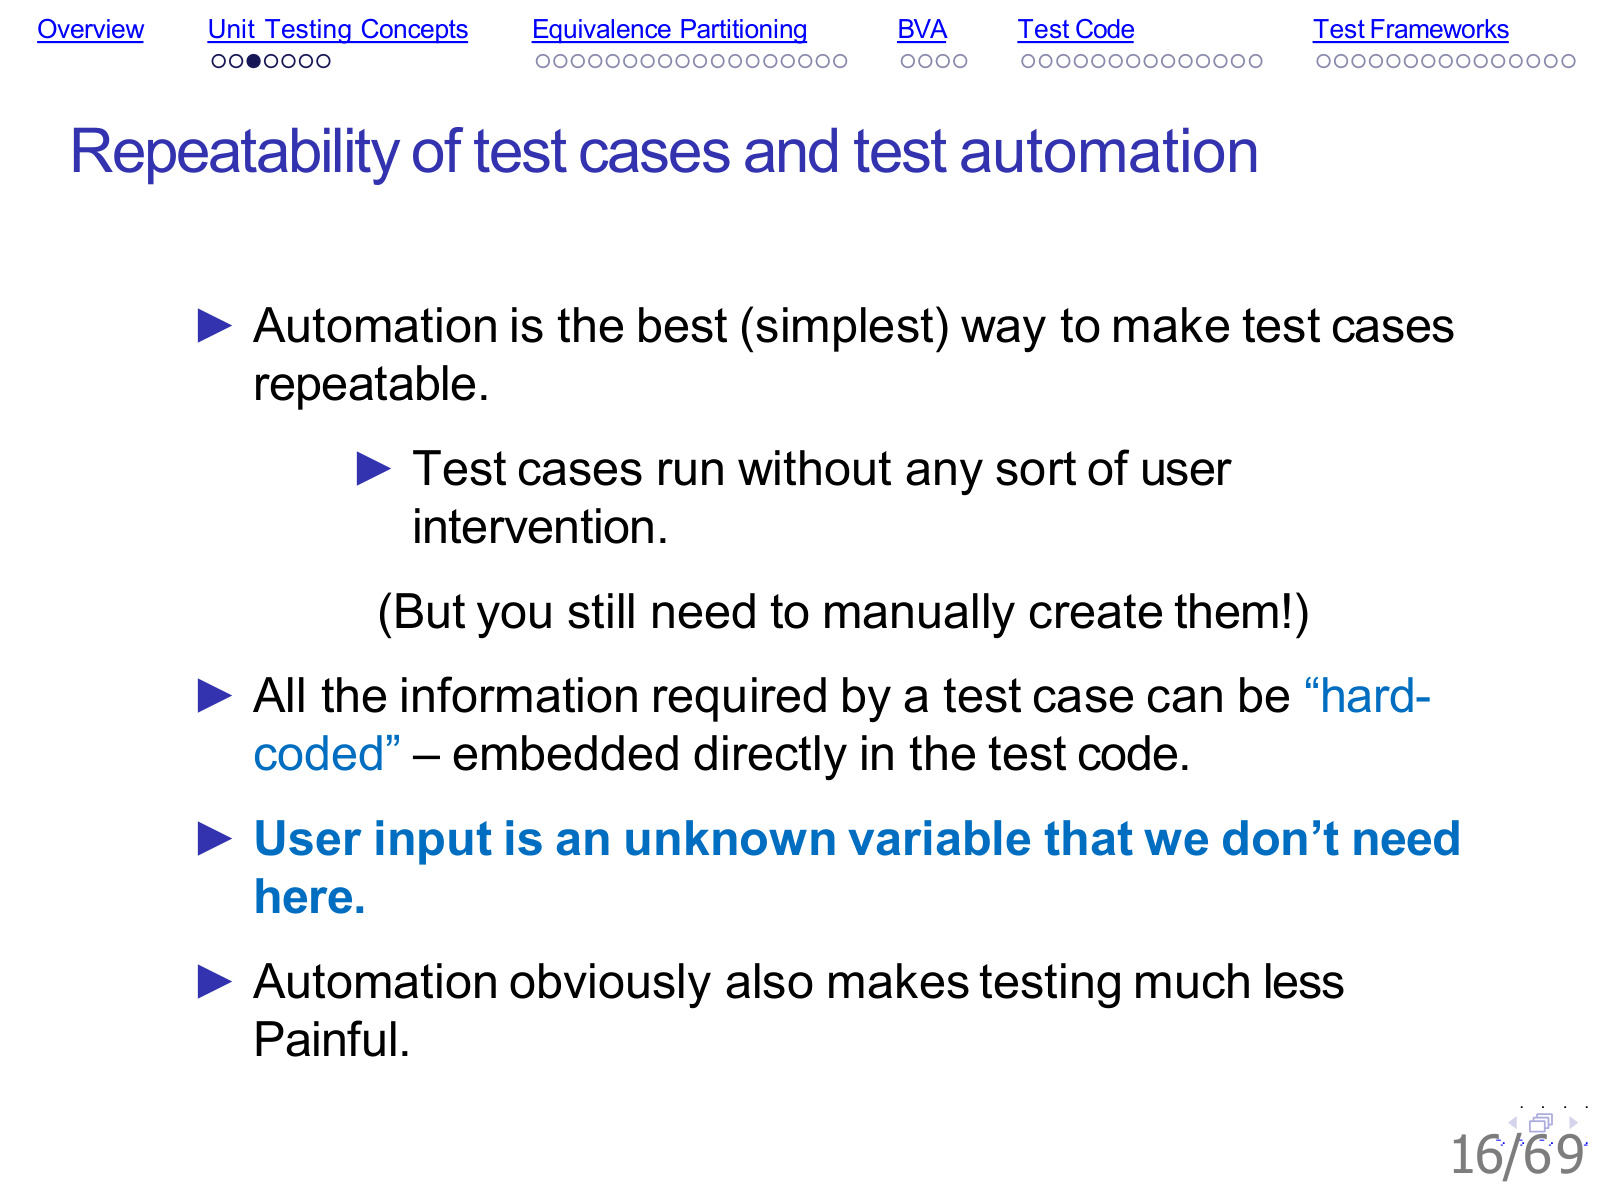 Overview Unit Testing Concepts Equivalence Partitioning BVA Test Code Test Frameworks
Repeatability of test cases and test automation
► Automation is the best (simplest) way to make test cases
repeatable.
► Test cases run without any sort of user
intervention.
(But you still need to manually create them!)
► All the information required by a test case can be “hard-
coded” – embedded directly in the test code.
► User input is an unknown variable that we don’t need
here.
► Automation obviously also makes testing much less
Painful.
16/69